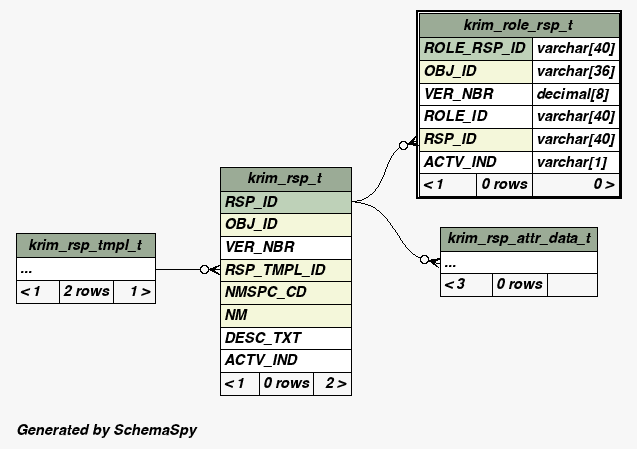 krim_role_rsp_t
ROLE_RSP_ID varchar[40]
OBJ_ID varchar[36]
VER_NBR decimal[8]
ROLE_ID varchar[40]
RSP_ID varchar[40]
ACTV_IND varchar[1]
< 1 0 rows 0 >
krim_rsp_t
RSP_ID
OBJ_ID
VER_NBR
RSP_TMPL_ID
NMSPC_CD
NM
DESC_TXT
ACTV_IND
< 1 0 rows 2 >
krim_rsp_tmpl_t
...
< 1 2 rows 1 >
krim_rsp_attr_data_t
...
< 3 0 rows
Generated by SchemaSpy